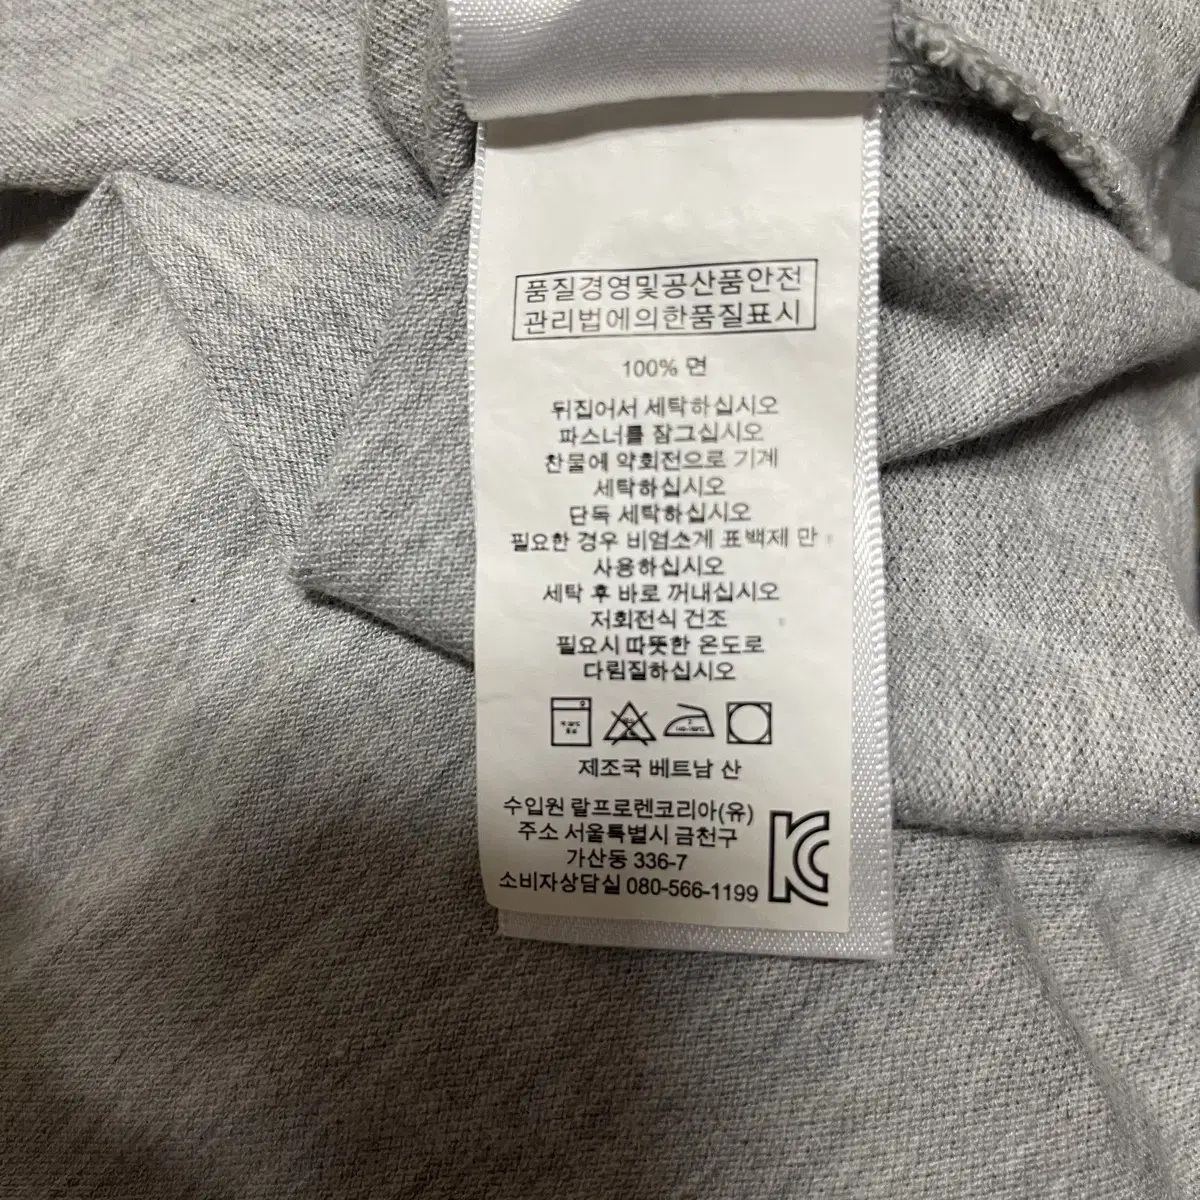 품질경영및공산품안전
관리법에의한품질표시
100% 면
뒤집어서 세탁하십시오
파스너를 잠그십시오
찬물에 약회전으로 기계
세탁하십시오
단독 세탁하십시오
필요한 경우 비염소게 표백제 만
사용하십시오
세탁 후 바로 꺼내십시오
저회전식 건조
필요시 따뜻한 온도로
다림질하십시오
제조국 베트남 산
수입원 랄프로렌코리아(유)
주소 서울특별시 금천구
가산동 336-7
소비자상담실 080-566-1199